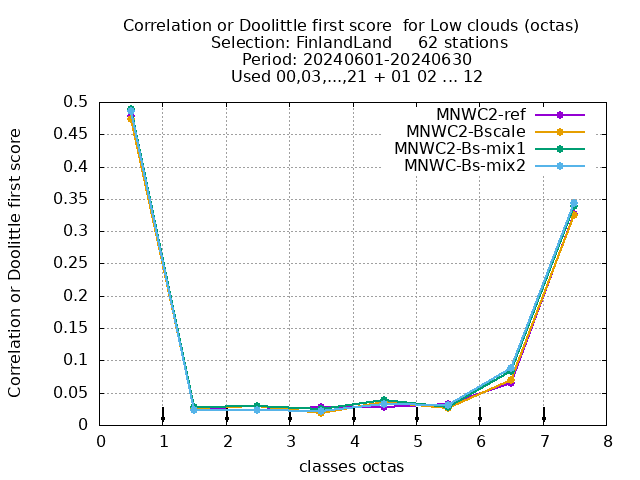 Correlation or Doolittle first score  for Low clouds (octas)
Selection: FinlandLand     62 stations
Period: 20240601-20240630
Used 00,03,...,21 + 01 02 ... 12
Correlation or Doolittle first score
0.5
0.45
0.4
0.35
0.3
0.25
0.2
0.15
0.1
0.05
0
MNWC2-ref
MNWC2-Bscale
MNWC2-Bs-mix1
MNWC-Bs-mix2
0 1 2 3 4 5 6 7 8
classes octas